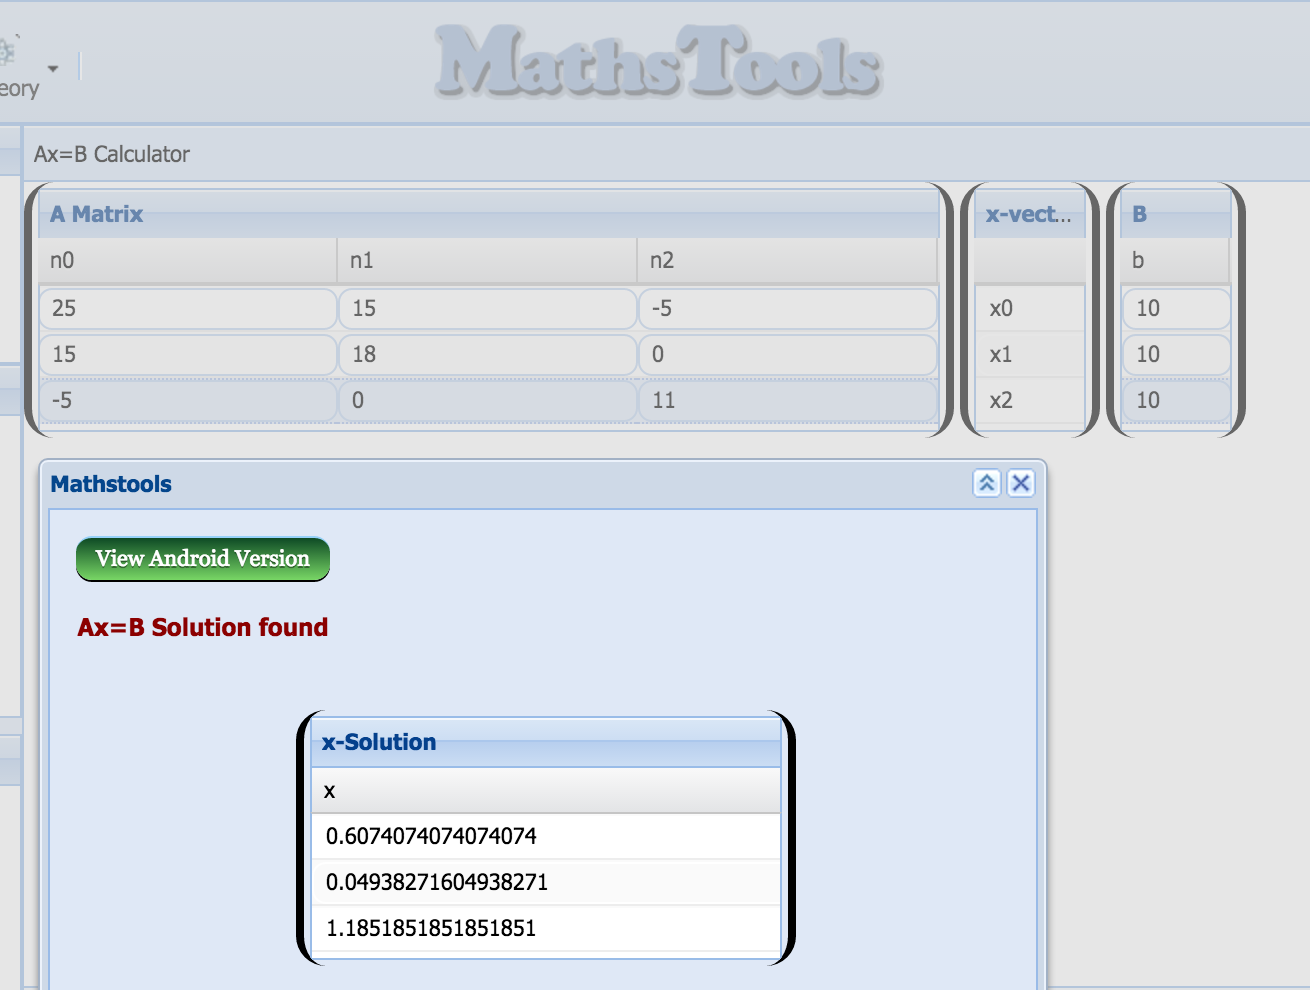 MathsTools
eory
Ax=B Calculator
A Matrix x-vect... B
n0 n1 n2 b
25 15 -5 x0 10
15 18 0 x1 10
-5 0 11 x2 10
Mathstools
View Android Version
Ax=B Solution found
x-Solution
x
0.6074074074074074
0.04938271604938271
1.1851851851851851